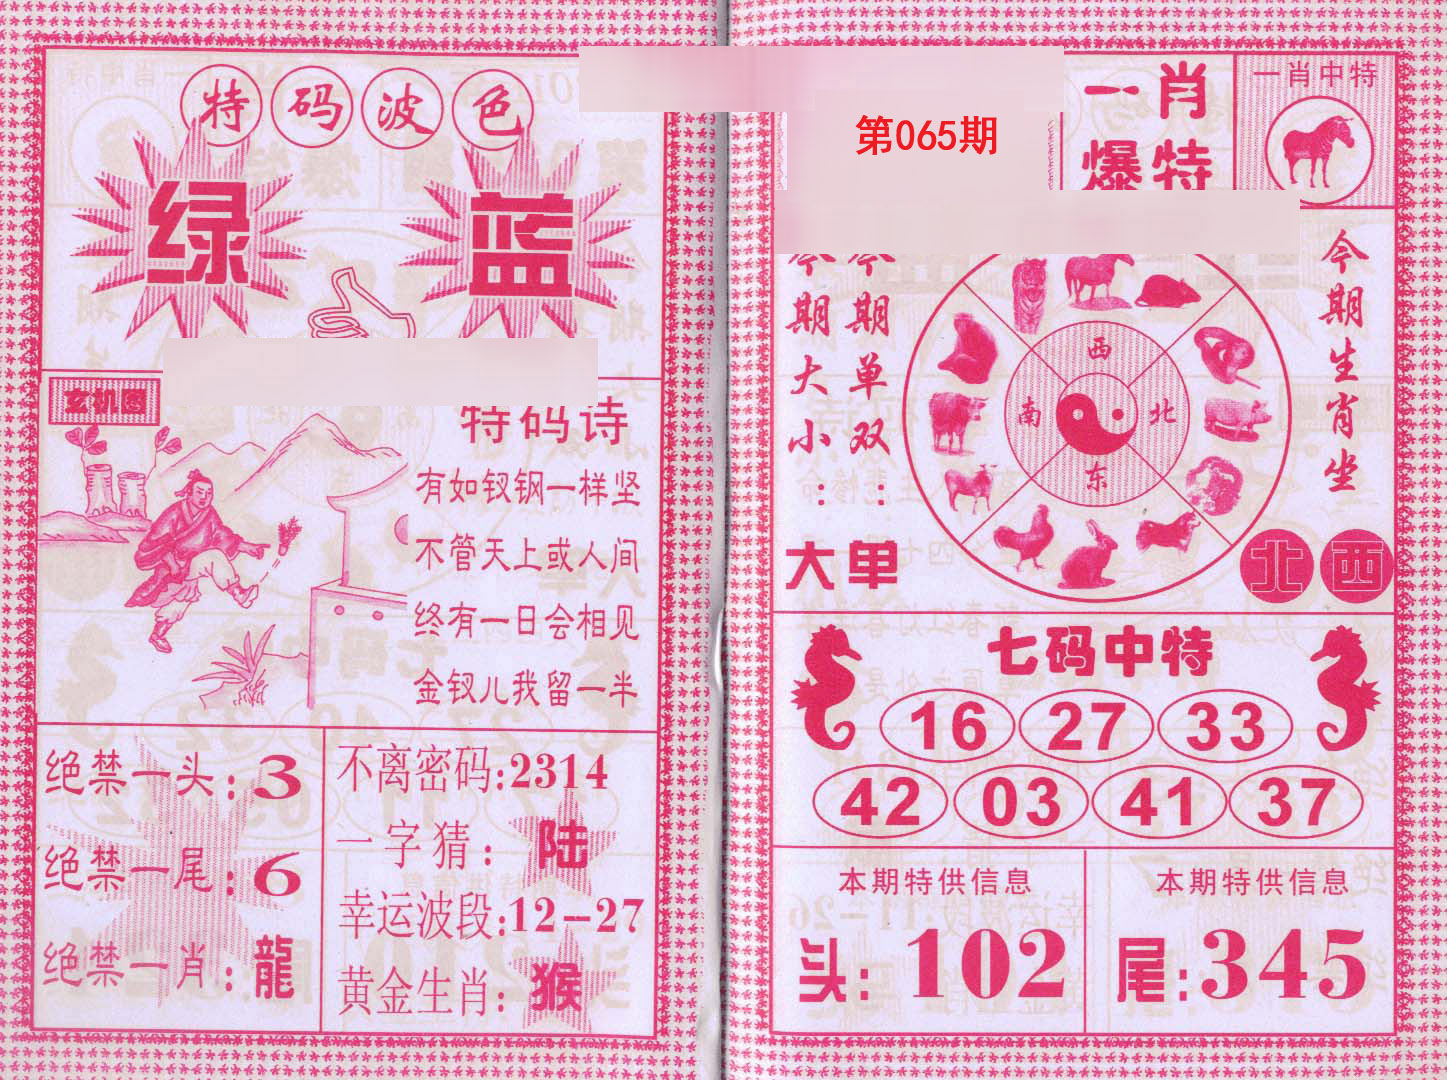 特码波色
绿 蓝
玄机图
特码诗
有如钗钢一样坚
不管天上或人间
终有一日会相见
金钗儿我留一半
绝禁一头:3
绝禁一尾:6
绝禁一肖:龍
不离密码:2314
一字猜:陆
幸运波段:12-27
黄金生肖:猴
第065期
一肖
爆特
一肖中特
今期大小:大
今期单双:单
西
南
北
东
今期生肖坐
北西
七码中特
16 27 33
42 03 41 37
本期特供信息
头:102
本期特供信息
尾:345